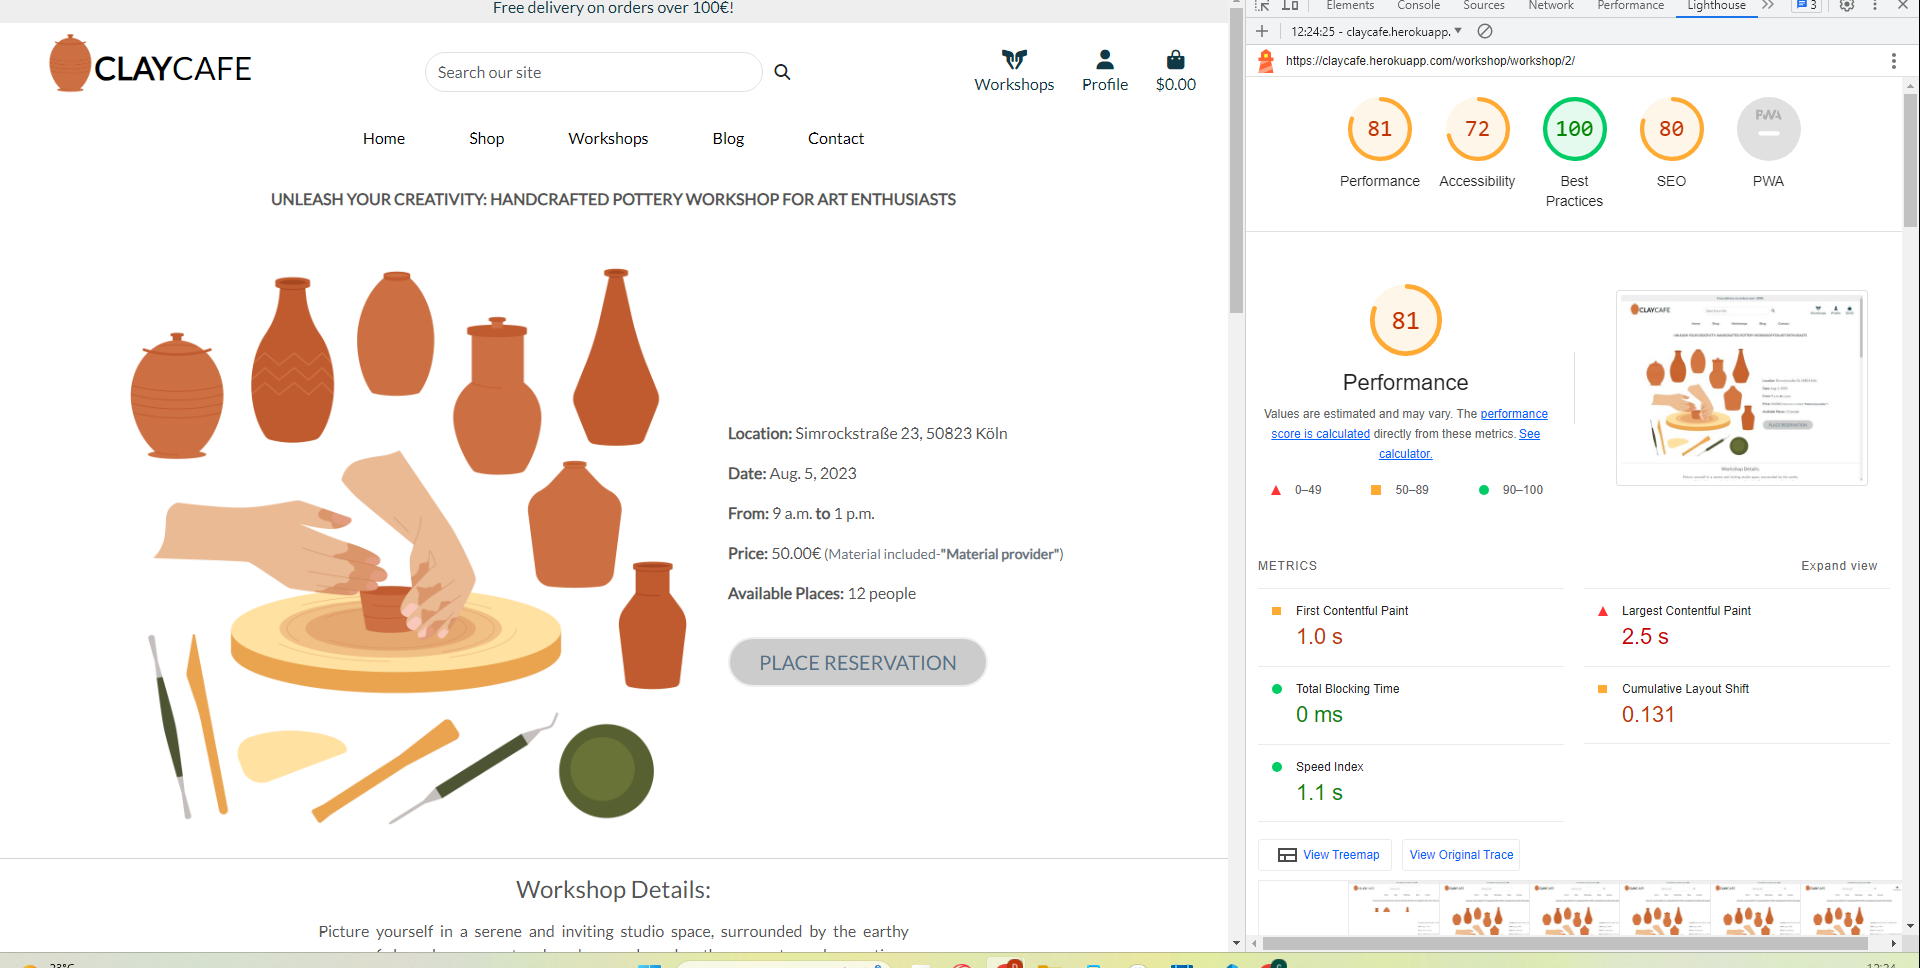 Free delivery on orders over 100€!
CLAYCAFE
Search our site
Workshops
Profile
$0.00
Home
Shop
Workshops
Blog
Contact
UNLEASH YOUR CREATIVITY: HANDCRAFTED POTTERY WORKSHOP FOR ART ENTHUSIASTS
Location: Simrockstraße 23, 50823 Köln
Date: Aug. 5, 2023
From: 9 a.m. to 1 p.m.
Price: 50.00€ (Material included-"Material provider")
Available Places: 12 people
PLACE RESERVATION
Workshop Details:
Picture yourself in a serene and inviting studio space, surrounded by the earthy
Elements
Console
Sources
Network
Performance
Lighthouse
3
12:24:25 - claycafe.herokuapp.
https://claycafe.herokuapp.com/workshop/workshop/2/
81
Performance
72
Accessibility
100
Best
Practices
80
SEO
PWA
PWA
81
Performance
Values are estimated and may vary. The performance
score is calculated directly from these metrics. See
calculator.
0–49
50–89
90–100
METRICS
Expand view
First Contentful Paint
1.0 s
Largest Contentful Paint
2.5 s
Total Blocking Time
0 ms
Cumulative Layout Shift
0.131
Speed Index
1.1 s
View Treemap
View Original Trace